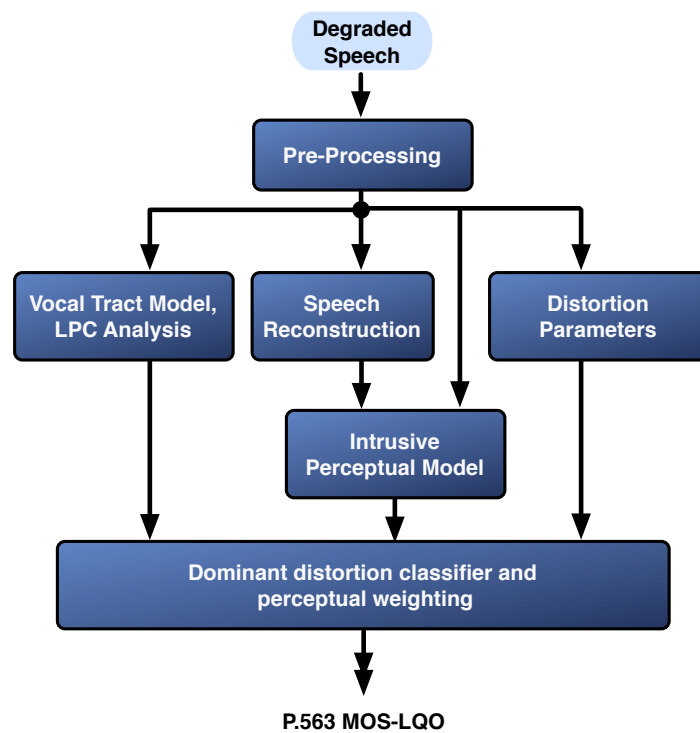 Degraded
Speech
Pre-Processing
Vocal Tract Model,
LPC Analysis
Speech
Reconstruction
Distortion
Parameters
Intrusive
Perceptual Model
Dominant distortion classifier and
perceptual weighting
P.563 MOS-LQO